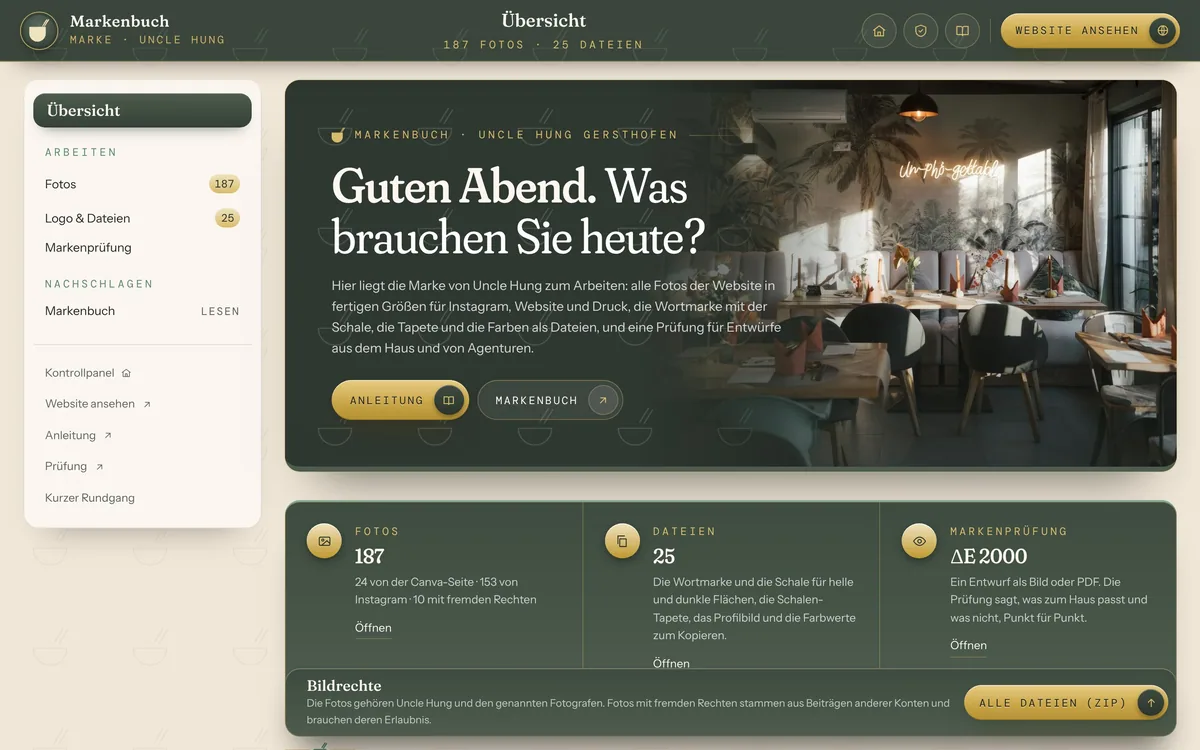 Markenbuch
MARKE · UNCLE HUNG
Übersicht
187 FOTOS · 25 DATEIEN
WEBSITE ANSEHEN
Übersicht
ARBEITEN
Fotos 187
Logo & Dateien 25
Markenprüfung
NACHSCHLAGEN
Markenbuch LESEN
Kontrollpanel
Website ansehen ↗
Anleitung ↗
Prüfung ↗
Kurzer Rundgang
MARKENBUCH · UNCLE HUNG GERSTHOFEN
Guten Abend. Was
brauchen Sie heute?
Hier liegt die Marke von Uncle Hung zum Arbeiten: alle Fotos der Website in
fertigen Größen für Instagram, Website und Druck, die Wortmarke mit der
Schale, die Tapete und die Farben als Dateien, und eine Prüfung für Entwürfe
aus dem Haus und von Agenturen.
ANLEITUNG
MARKENBUCH ↗
Un-phở-gettable
FOTOS
187
24 von der Canva-Seite · 153 von
Instagram · 10 mit fremden Rechten
Öffnen
DATEIEN
25
Die Wortmarke und die Schale für helle
und dunkle Flächen, die Schalen-
Tapete, das Profilbild und die Farbwerte
zum Kopieren.
Öffnen
MARKENPRÜFUNG
ΔE 2000
Ein Entwurf als Bild oder PDF. Die
Prüfung sagt, was zum Haus passt und
was nicht, Punkt für Punkt.
Öffnen
Bildrechte
Die Fotos gehören Uncle Hung und den genannten Fotografen. Fotos mit fremden Rechten stammen aus Beiträgen anderer Konten und
brauchen deren Erlaubnis.
ALLE DATEIEN (ZIP) ↑